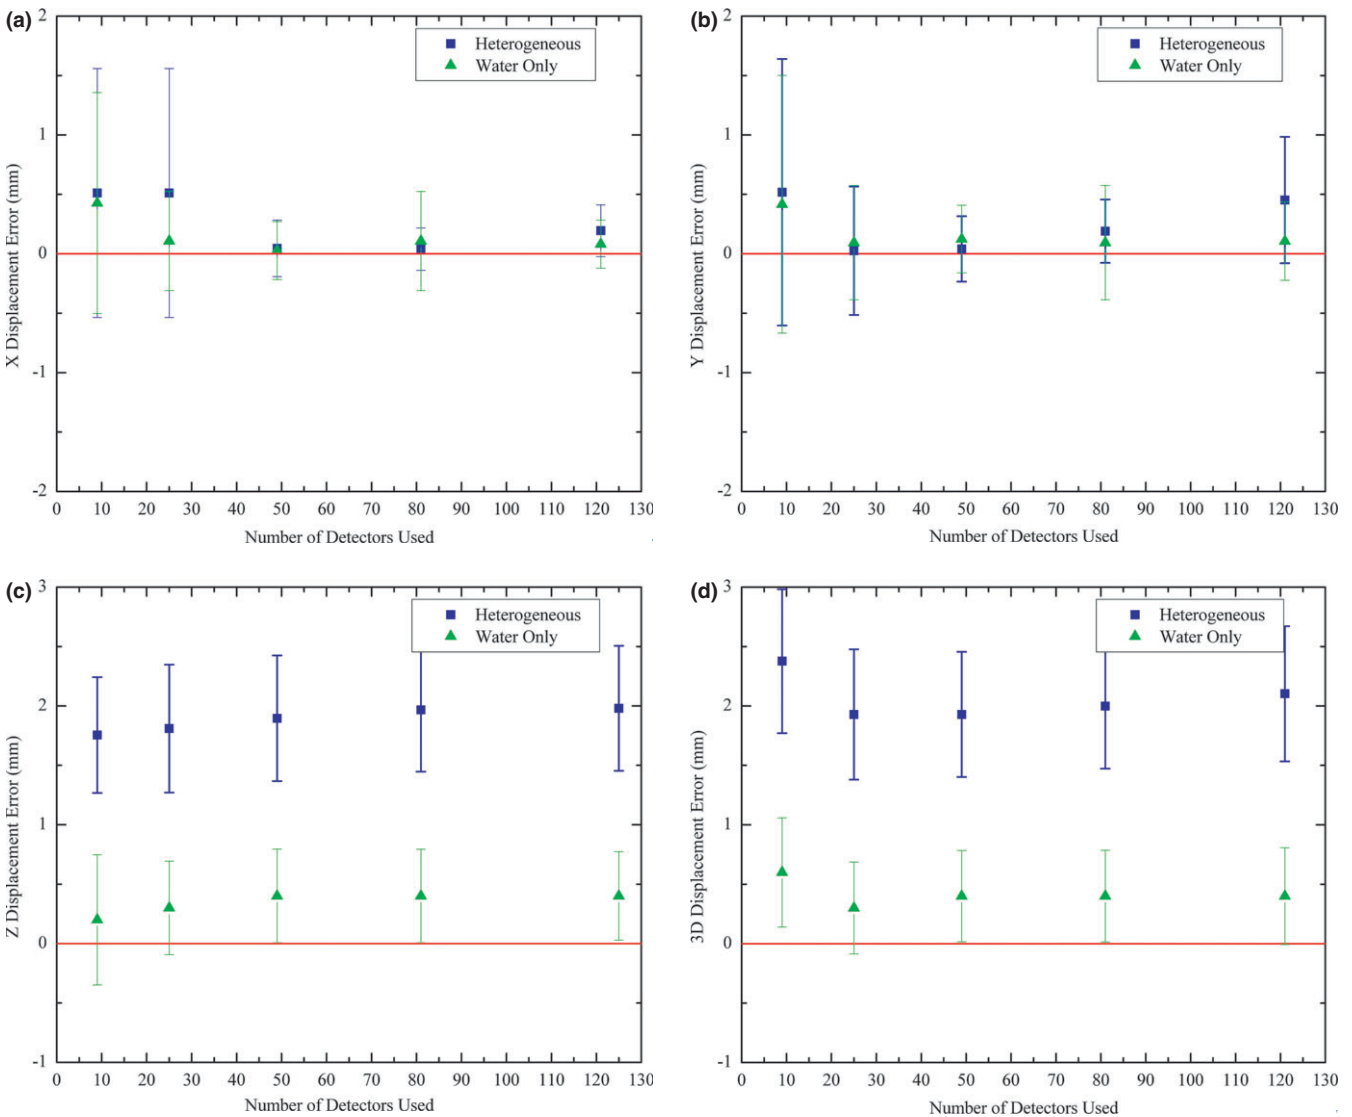 (a)
2
1
0
-1
-2
X Displacement Error (mm)
Heterogeneous
Water Only
0 10 20 30 40 50 60 70 80 90 100 110 120 130
Number of Detectors Used
(b)
2
1
0
-1
-2
Y Displacement Error (mm)
Heterogeneous
Water Only
0 10 20 30 40 50 60 70 80 90 100 110 120 130
Number of Detectors Used
(c)
3
2
1
0
-1
Z Displacement Error (mm)
Heterogeneous
Water Only
0 10 20 30 40 50 60 70 80 90 100 110 120 130
Number of Detectors Used
(d)
3
2
1
0
-1
3D Displacement Error (mm)
Heterogeneous
Water Only
0 10 20 30 40 50 60 70 80 90 100 110 120 130
Number of Detectors Used